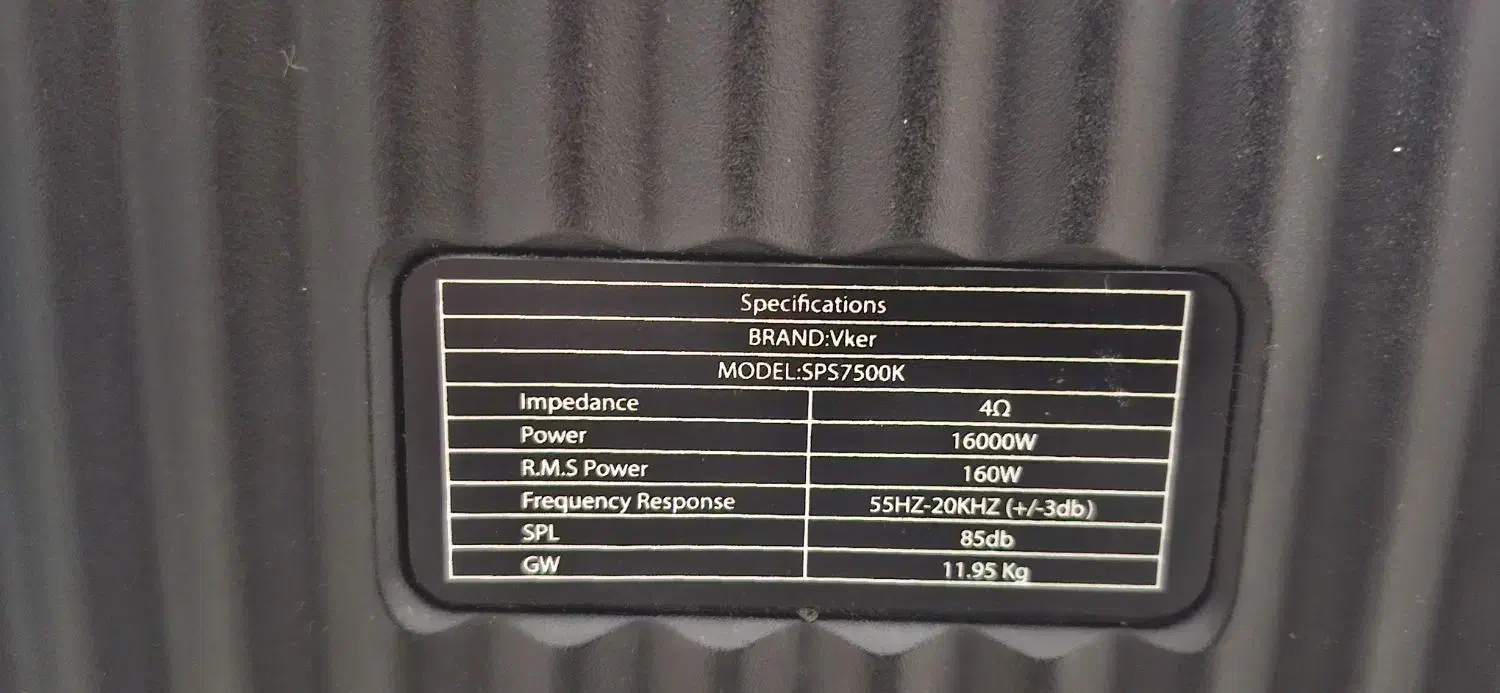 Specifications
BRAND:Vker
MODEL:SPS7500K
Impedance 4Ω
Power 16000W
R.M.S Power 160W
Frequency Response 55HZ-20KHZ (+/-3db)
SPL 85db
GW 11.95 Kg